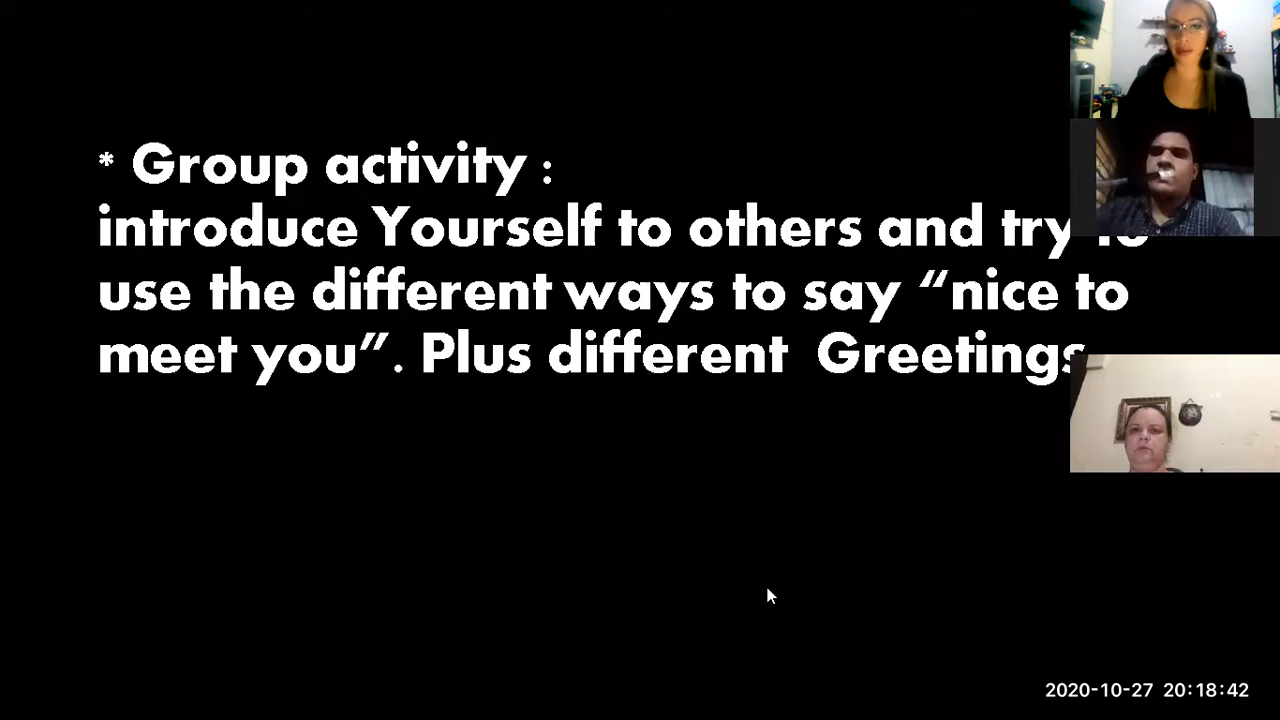 * Group activity :
introduce Yourself to others and try to
use the different ways to say “nice to
meet you”. Plus different Greetings
2020-10-27 20:18:42